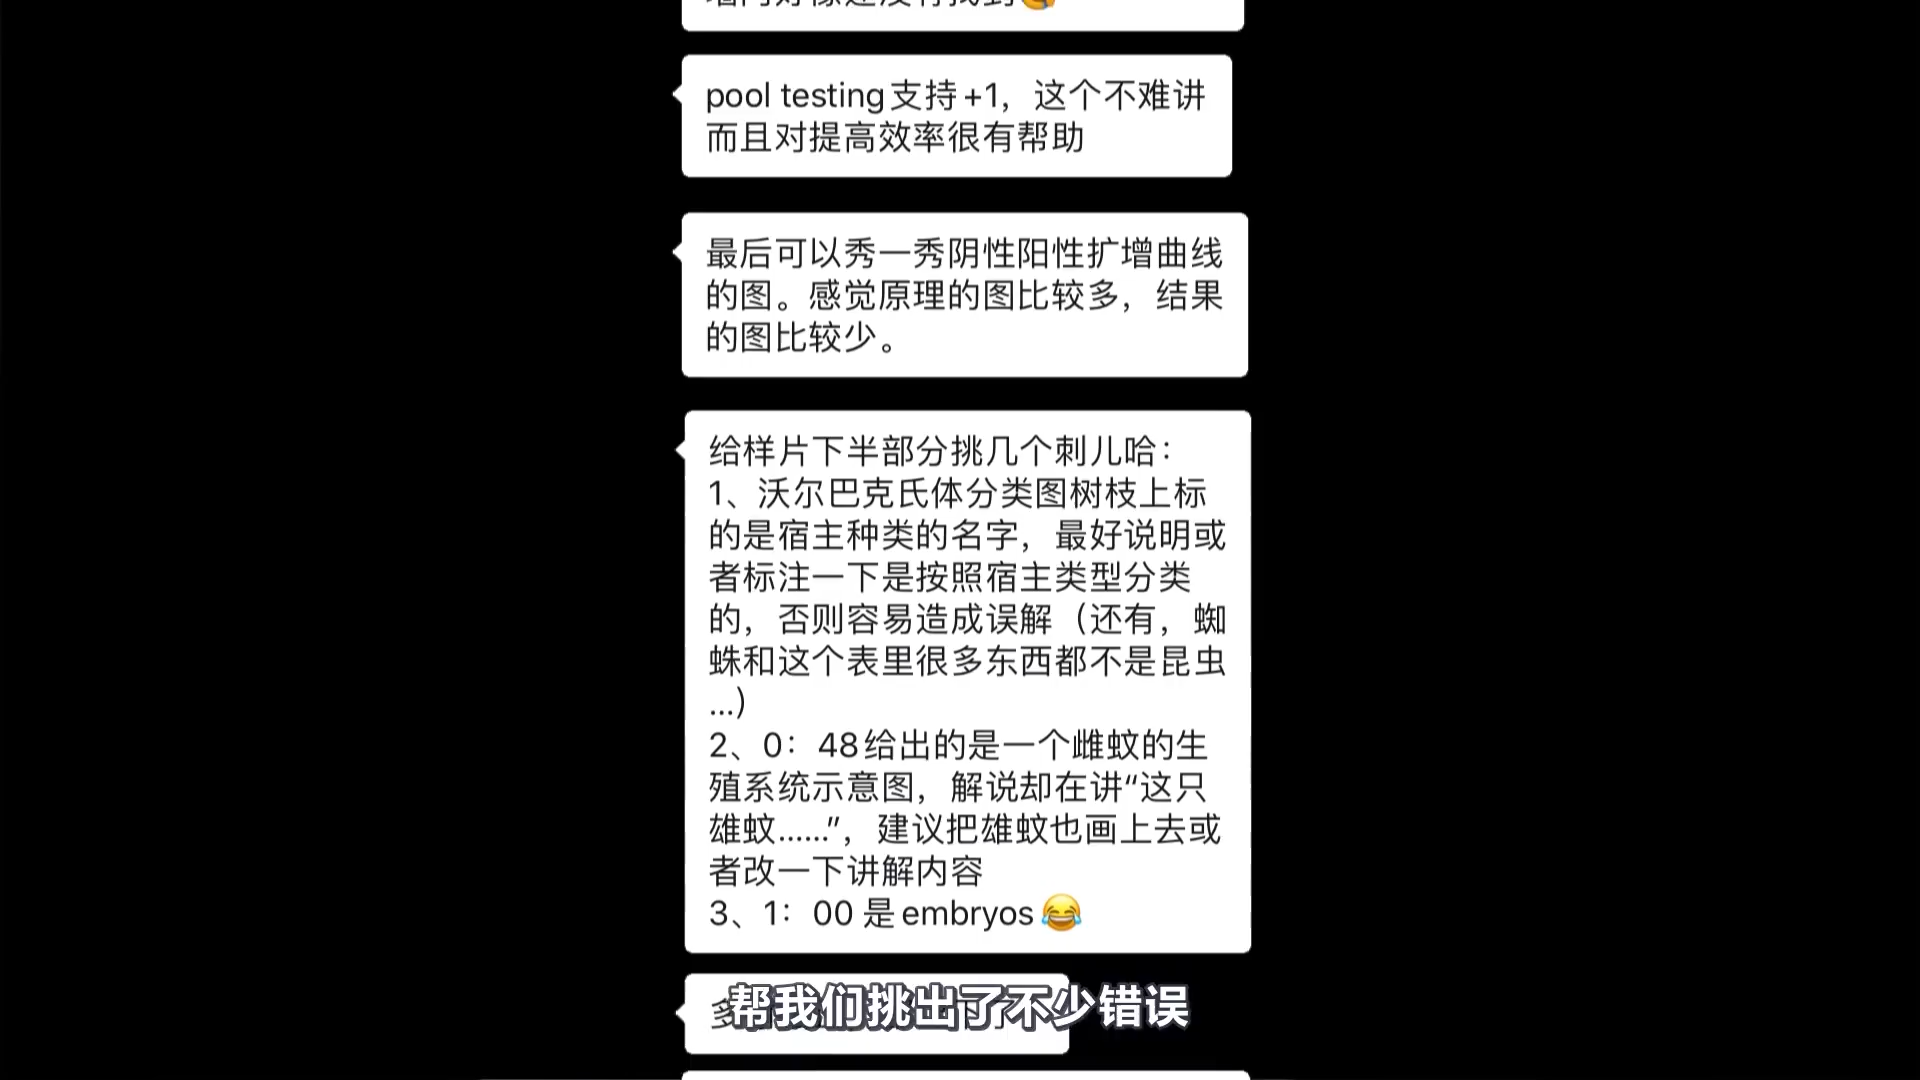 pool testing支持+1，这个不难讲
而且对提高效率很有帮助
最后可以秀一秀阴性阳性扩增曲线
的图。感觉原理的图比较多，结果
的图比较少。
给样片下半部分挑几个刺儿哈：
1、沃尔巴克氏体分类图树枝上标
的是宿主种类的名字，最好说明或
者标注一下是按照宿主类型分类
的，否则容易造成误解（还有，蜘
蛛和这个表里很多东西都不是昆虫
...）
2、0：48给出的是一个雌蚊的生
殖系统示意图，解说却在讲“这只
雄蚊......”，建议把雄蚊也画上去或
者改一下讲解内容
3、1：00 是embryos😂
帮我们挑出了不少错误